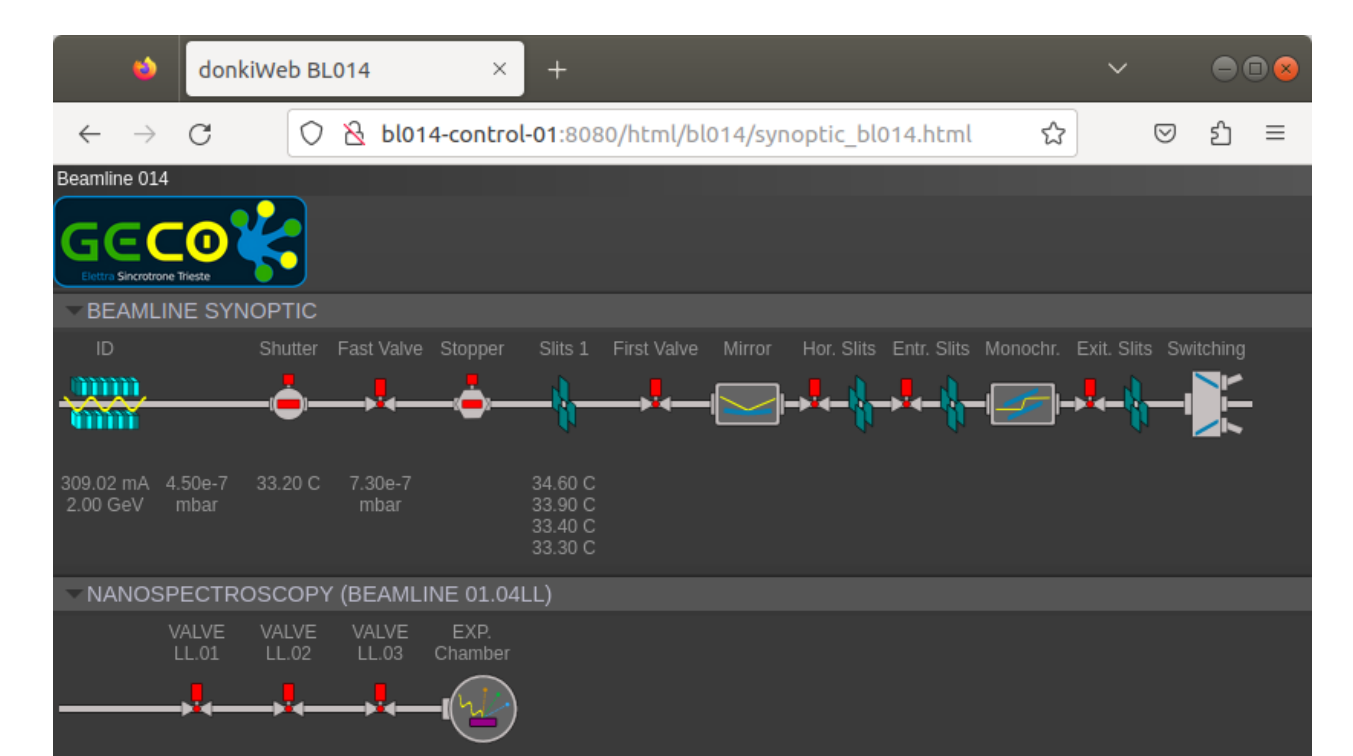 donkiWeb BL014
bl014-control-01:8080/html/bl014/synoptic_bl014.html
Beamline 014
GECO
Elettra Sincrotrone Trieste
BEAMLINE SYNOPTIC
ID Shutter Fast Valve Stopper Slits 1 First Valve Mirror Hor. Slits Entr. Slits Monochr. Exit. Slits Switching
309.02 mA 4.50e-7 33.20 C 7.30e-7 34.60 C
2.00 GeV mbar mbar 33.90 C
33.40 C
33.30 C
NANOSPECTROSCOPY (BEAMLINE 01.04LL)
VALVE VALVE VALVE EXP.
LL.01 LL.02 LL.03 Chamber